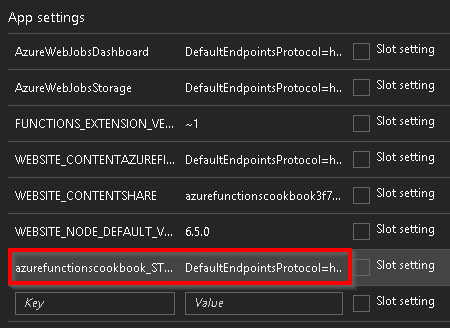 App settings
AzureWebJobsDashboard DefaultEndpointsProtocol=h... Slot setting
AzureWebJobsStorage DefaultEndpointsProtocol=h... Slot setting
FUNCTIONS_EXTENSION_VE... ~1 Slot setting
WEBSITE_CONTENTAZUREFI... DefaultEndpointsProtocol=h... Slot setting
WEBSITE_CONTENTSHARE azurefunctionscookbook3f7... Slot setting
WEBSITE_NODE_DEFAULT_V... 6.5.0 Slot setting
azurefunctionscookbook_ST... DefaultEndpointsProtocol=h... Slot setting
Key Value Slot setting